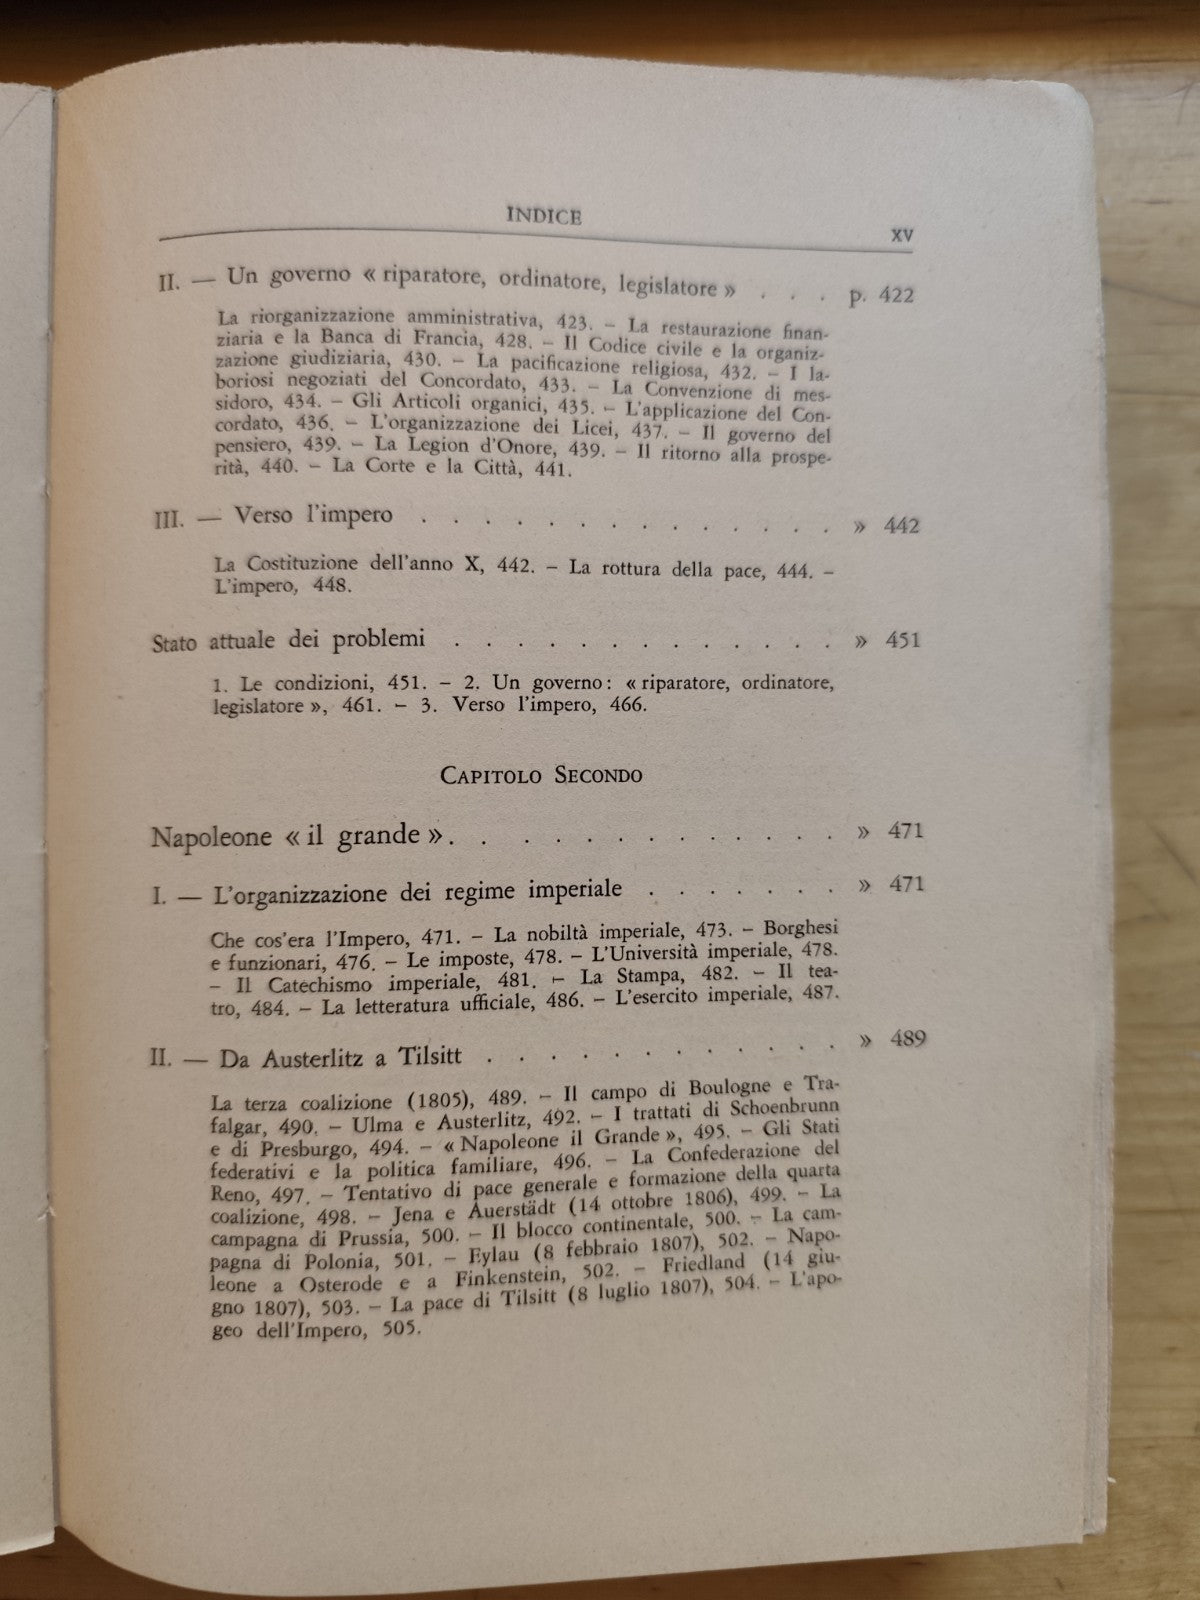 INDICE
XV
II. — Un governo « riparatore, ordinatore, legislatore » . . . p. 422
La riorganizzazione amministrativa, 423. – La restaurazione finan-
ziaria e la Banca di Francia, 428. – Il Codice civile e la organiz-
zazione giudiziaria, 430. – La pacificazione religiosa, 432. – I la-
boriosi negoziati del Concordato, 433. – La Convenzione di mes-
sidoro, 434. – Gli Articoli organici, 435. – L'applicazione del Con-
cordato, 436. – L'organizzazione dei Licei, 437. – Il governo del
pensiero, 439. – La Legion d'Onore, 439. – Il ritorno alla prospe-
rità, 440. – La Corte e la Città, 441.
III. — Verso l'impero . . . . . . . . . . . . . . » 442
La Costituzione dell'anno X, 442. – La rottura della pace, 444. –
L'impero, 448.
Stato attuale dei problemi . . . . . . . . . . . . . » 451
1. Le condizioni, 451. – 2. Un governo: « riparatore, ordinatore,
legislatore », 461. – 3. Verso l'impero, 466.
CAPITOLO SECONDO
Napoleone « il grande ». . . . . . . . . . . . . » 471
I. — L'organizzazione dei regime imperiale . . . . . . . » 471
Che cos'era l'Impero, 471. – La nobiltà imperiale, 473. – Borghesi
e funzionari, 476. – Le imposte, 478. – L'Università imperiale, 478.
– Il Catechismo imperiale, 481. – La Stampa, 482. – Il tea-
tro, 484. – La letteratura ufficiale, 486. – L'esercito imperiale, 487.
II. — Da Austerlitz a Tilsitt . . . . . . . . . . . . » 489
La terza coalizione (1805), 489. – Il campo di Boulogne e Tra-
falgar, 490. – Ulma e Austerlitz, 492. – I trattati di Schoenbrunn
e di Presburgo, 494. – « Napoleone il Grande », 495. – Gli Stati
federativi e la politica familiare, 496. – La Confederazione del
Reno, 497. – Tentativo di pace generale e formazione della quarta
coalizione, 498. – Jena e Auerstädt (14 ottobre 1806), 499. – La
campagna di Prussia, 500. – Il blocco continentale, 500. – La cam-
pagna di Polonia, 501. – Eylau (8 febbraio 1807), 502. – Napo-
leone a Osterode e a Finkenstein, 502. – Friedland (14 giu-
gno 1807), 503. – La pace di Tilsitt (8 luglio 1807), 504. – L'apo-
geo dell'Impero, 505.